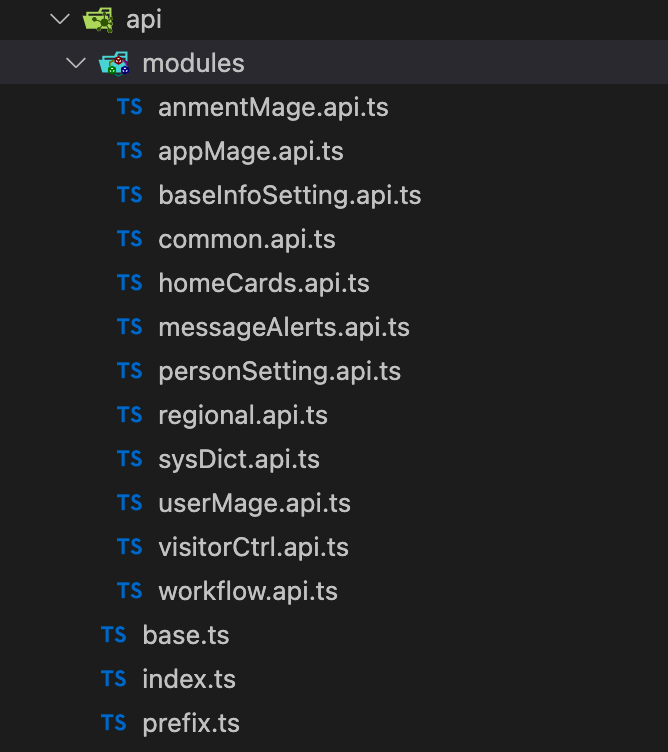 api
modules
TS anmentMage.api.ts
TS appMage.api.ts
TS baseInfoSetting.api.ts
TS common.api.ts
TS homeCards.api.ts
TS messageAlerts.api.ts
TS personSetting.api.ts
TS regional.api.ts
TS sysDict.api.ts
TS userMage.api.ts
TS visitorCtrl.api.ts
TS workflow.api.ts
TS base.ts
TS index.ts
TS prefix.ts